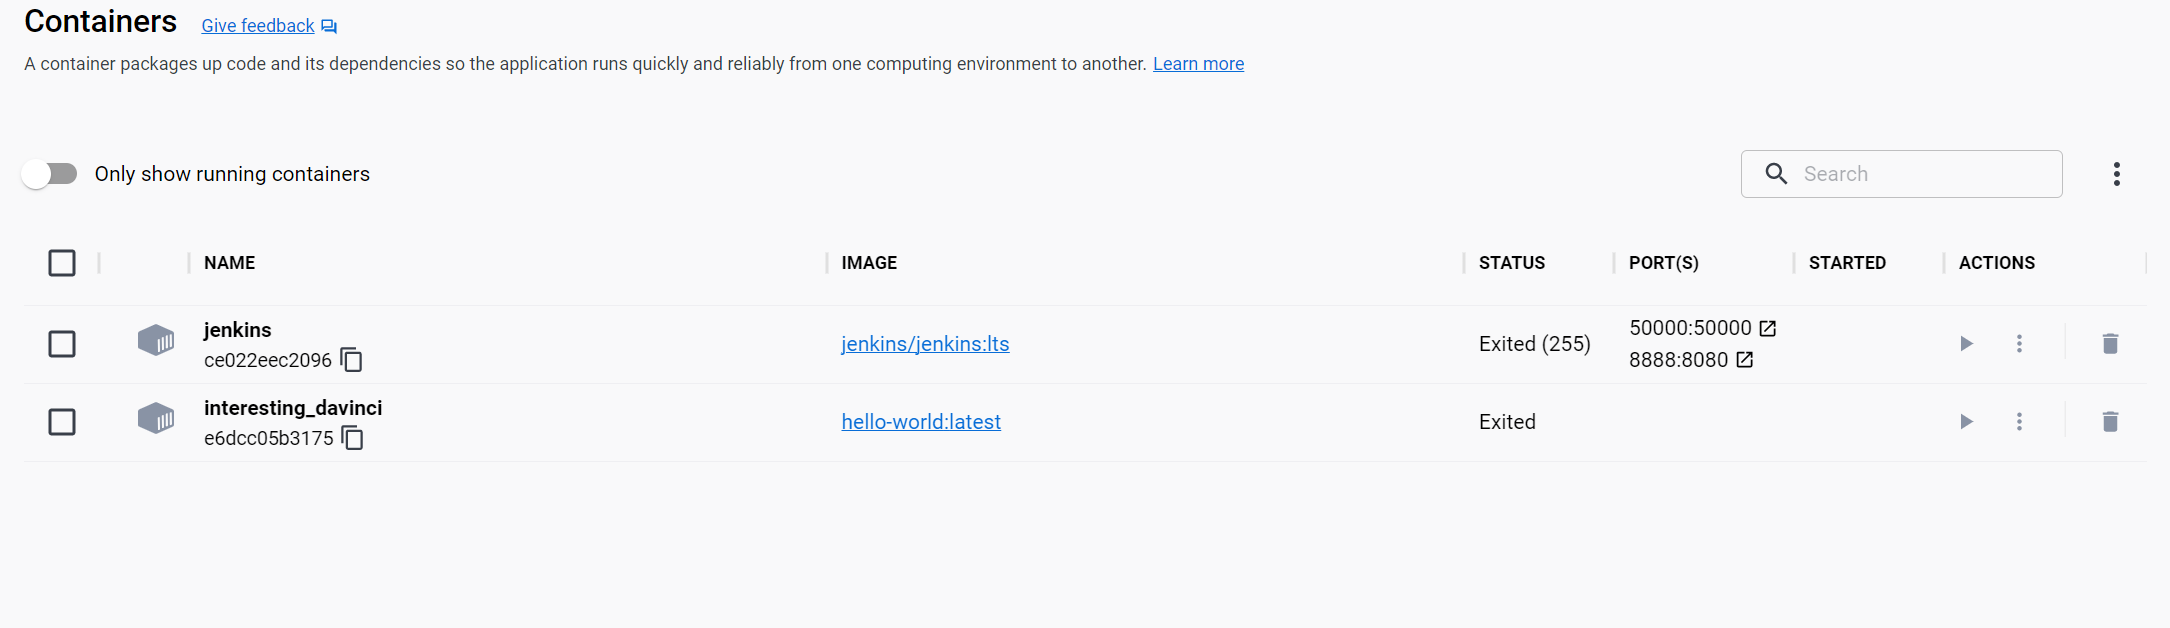 Containers Give feedback
A container packages up code and its dependencies so the application runs quickly and reliably from one computing environment to another. Learn more
Only show running containers
Search
NAME IMAGE STATUS PORT(S) STARTED ACTIONS
jenkins
ce022eec2096
jenkins/jenkins:lts
Exited (255)
50000:50000
8888:8080
interesting_davinci
e6dcc05b3175
hello-world:latest
Exited